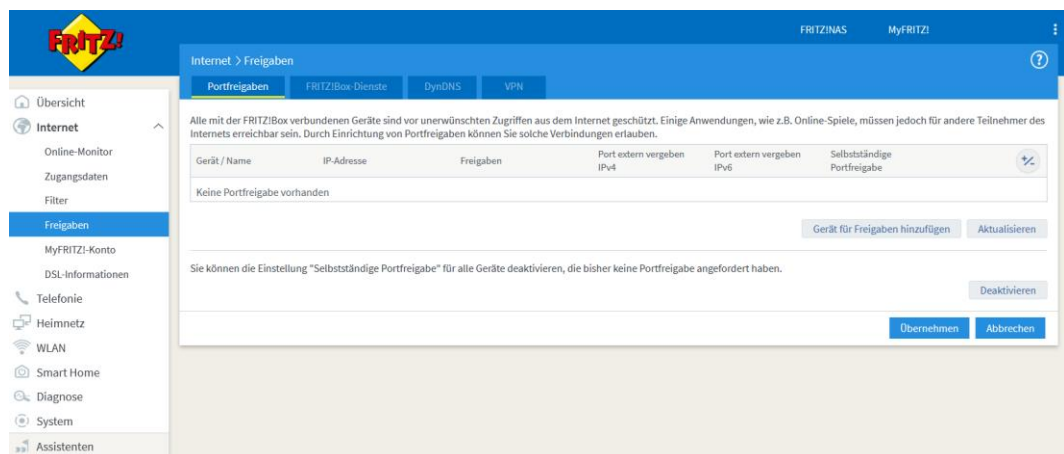 FRITZ!
FRITZ!NAS
MyFRITZ!
Internet > Freigaben
?
Portfreigaben
FRITZ!Box-Dienste
DynDNS
VPN
Übersicht
Internet
Online-Monitor
Zugangsdaten
Filter
Freigaben
MyFRITZ!-Konto
DSL-Informationen
Telefonie
Heimnetz
WLAN
Smart Home
Diagnose
System
Assistenten
Alle mit der FRITZ!Box verbundenen Geräte sind vor unerwünschten Zugriffen aus dem Internet geschützt. Einige Anwendungen, wie z.B. Online-Spiele, müssen jedoch für andere Teilnehmer des
Internets erreichbar sein. Durch Einrichtung von Portfreigaben können Sie solche Verbindungen erlauben.
Gerät / Name
IP-Adresse
Freigaben
Port extern vergeben
IPv4
Port extern vergeben
IPv6
Selbstständige
Portfreigabe
Keine Portfreigabe vorhanden
Gerät für Freigaben hinzufügen
Aktualisieren
Sie können die Einstellung "Selbstständige Portfreigabe" für alle Geräte deaktivieren, die bisher keine Portfreigabe angefordert haben.
Deaktivieren
Übernehmen
Abbrechen